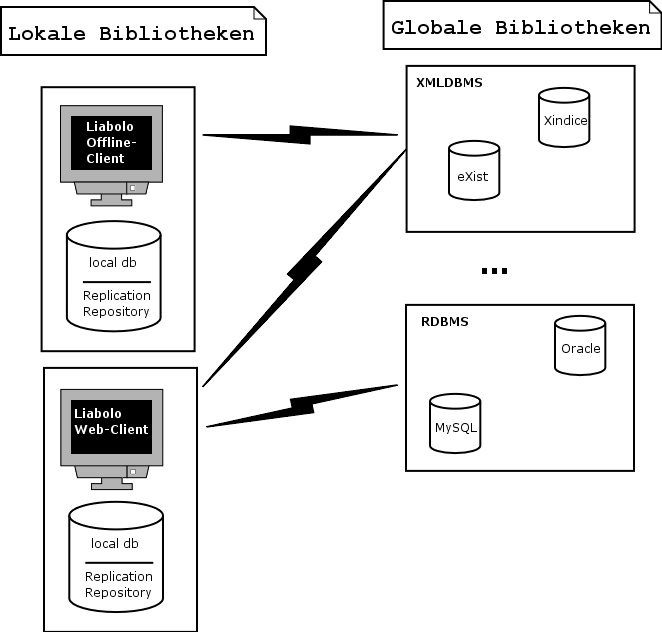 Lokale Bibliotheken
Globale Bibliotheken
Liabolo
Offline-
Client
local db
Replication
Repository
XMLDBMS
Xindice
eXist
...
RDBMS
Oracle
MySQL
Liabolo
Web-Client
local db
Replication
Repository